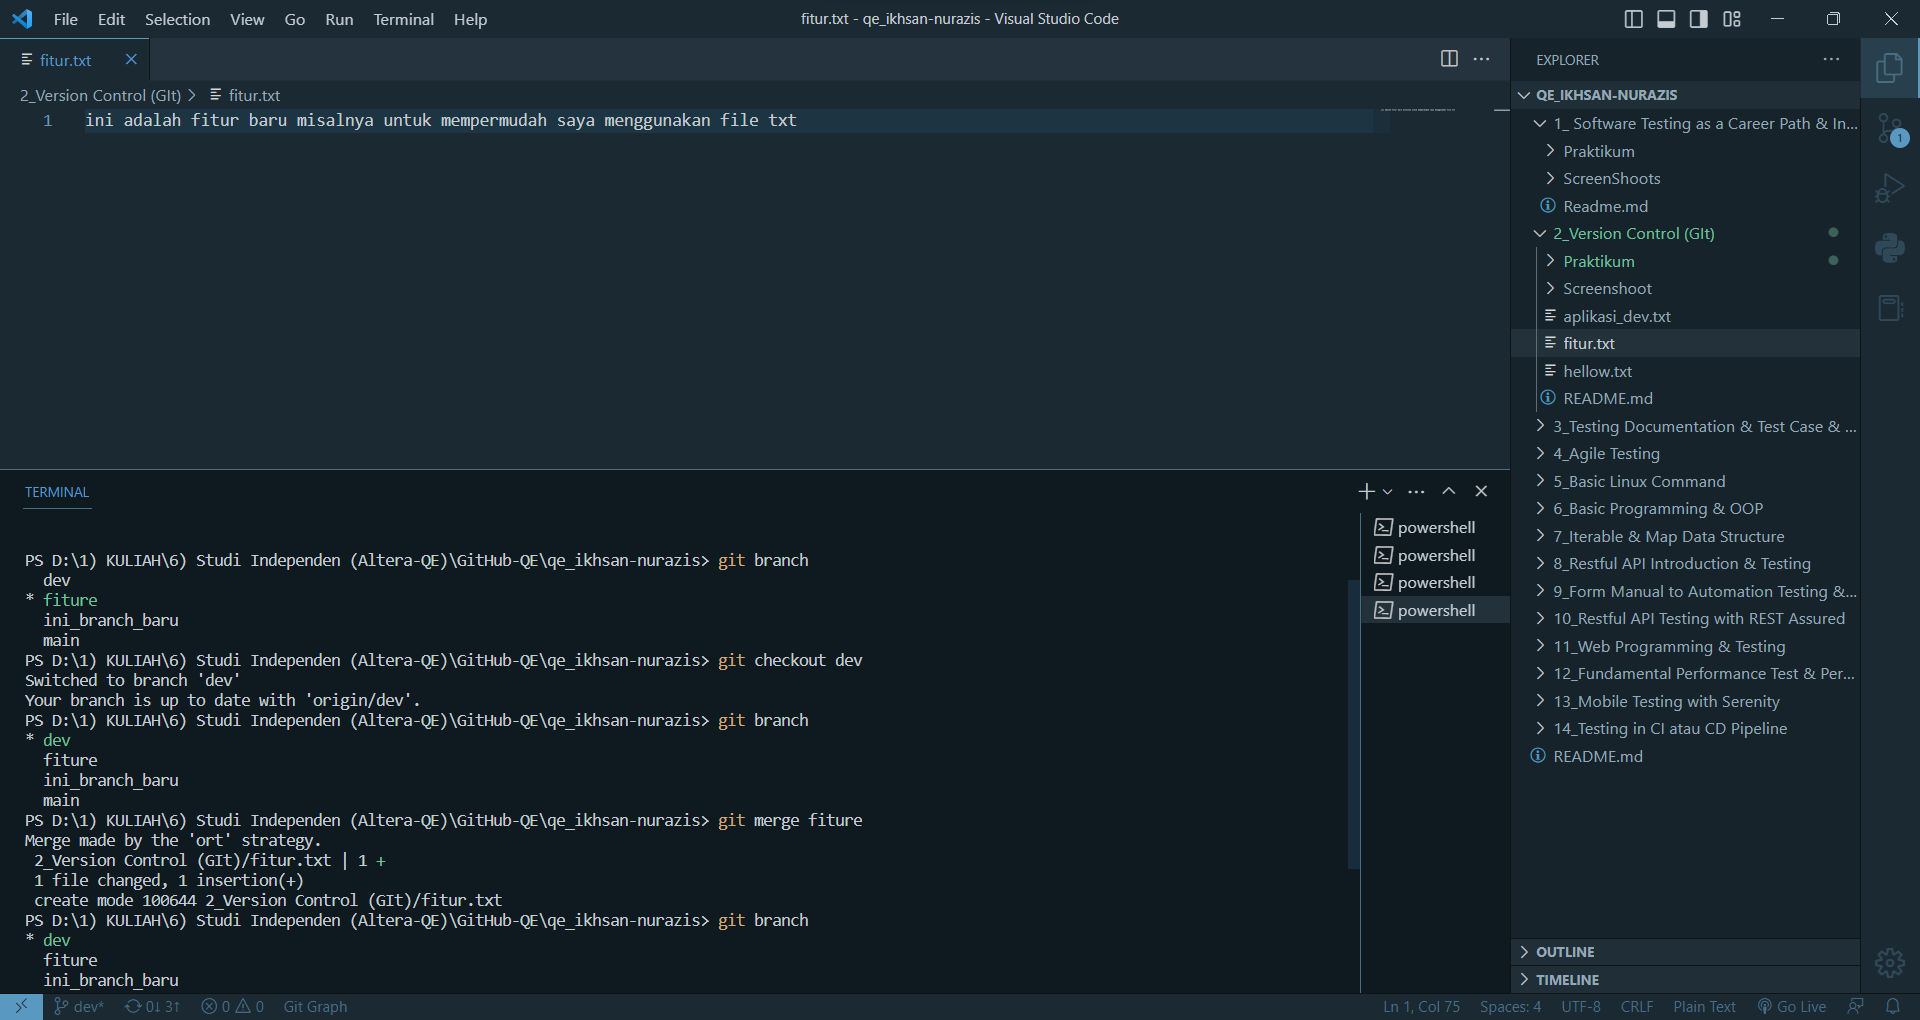 File Edit Selection View Go Run Terminal Help
fitur.txt - qe_ikhsan-nurazis - Visual Studio Code
fitur.txt
2_Version Control (GIt) > fitur.txt
1 ini adalah fitur baru misalnya untuk mempermudah saya menggunakan file txt
TERMINAL
PS D:\1) KULIAH\6) Studi Independen (Altera-QE)\GitHub-QE\qe_ikhsan-nurazis> git branch
dev
* fiture
ini_branch_baru
main
PS D:\1) KULIAH\6) Studi Independen (Altera-QE)\GitHub-QE\qe_ikhsan-nurazis> git checkout dev
Switched to branch 'dev'
Your branch is up to date with 'origin/dev'.
PS D:\1) KULIAH\6) Studi Independen (Altera-QE)\GitHub-QE\qe_ikhsan-nurazis> git branch
* dev
fiture
ini_branch_baru
main
PS D:\1) KULIAH\6) Studi Independen (Altera-QE)\GitHub-QE\qe_ikhsan-nurazis> git merge fiture
Merge made by the 'ort' strategy.
2_Version Control (GIt)/fitur.txt | 1 +
1 file changed, 1 insertion(+)
create mode 100644 2_Version Control (GIt)/fitur.txt
PS D:\1) KULIAH\6) Studi Independen (Altera-QE)\GitHub-QE\qe_ikhsan-nurazis> git branch
* dev
fiture
ini_branch_baru
powershell
powershell
powershell
powershell
EXPLORER
QE_IKHSAN-NURAZIS
1_ Software Testing as a Career Path & In...
Praktikum
ScreenShoots
Readme.md
2_Version Control (GIt)
Praktikum
Screenshoot
aplikasi_dev.txt
fitur.txt
hellow.txt
README.md
3_Testing Documentation & Test Case & ...
4_Agile Testing
5_Basic Linux Command
6_Basic Programming & OOP
7_Iterable & Map Data Structure
8_Restful API Introduction & Testing
9_Form Manual to Automation Testing &...
10_Restful API Testing with REST Assured
11_Web Programming & Testing
12_Fundamental Performance Test & Per...
13_Mobile Testing with Serenity
14_Testing in CI atau CD Pipeline
README.md
OUTLINE
TIMELINE
1
dev* 0↓ 3↑ 0 0 Git Graph
Ln 1, Col 75 Spaces: 4 UTF-8 CRLF Plain Text Go Live